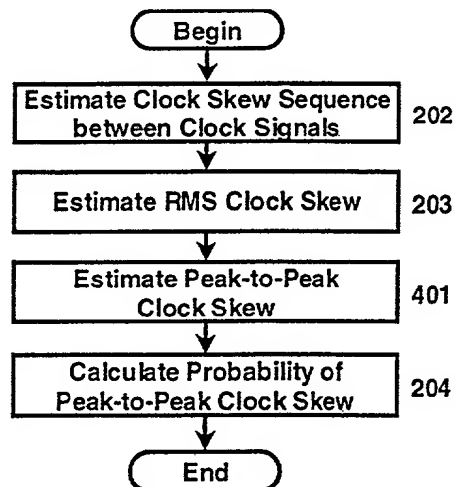 Begin
Estimate Clock Skew Sequence
between Clock Signals
202
Estimate RMS Clock Skew
203
Estimate Peak-to-Peak
Clock Skew
401
Calculate Probability of
Peak-to-Peak Clock Skew
204
End